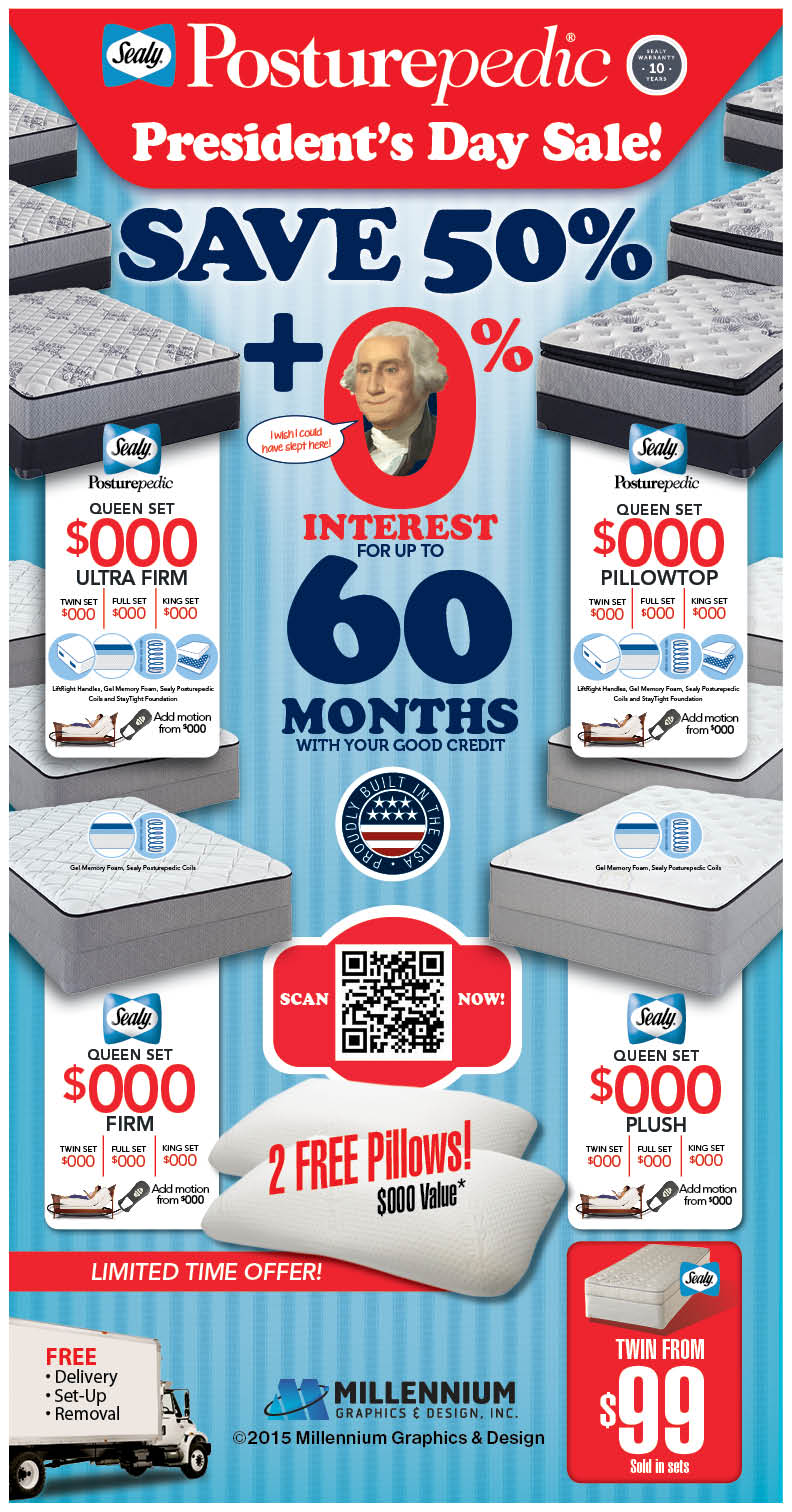 Sealy Posturepedic®
SEALY WARRANTY · 10 · YEARS
President's Day Sale!
SAVE 50%
+0%
I wish I could
have slept here!
INTEREST
FOR UP TO
60
MONTHS
WITH YOUR GOOD CREDIT
PROUDLY BUILT IN THE USA
Sealy
Posturepedic
QUEEN SET
$000
ULTRA FIRM
TWIN SET FULL SET KING SET
$000 $000 $000
LiftRight Handles, Gel Memory Foam, Sealy Posturepedic
Coils and StayTight Foundation
Add motion
from $000
Sealy
Posturepedic
QUEEN SET
$000
PILLOWTOP
TWIN SET FULL SET KING SET
$000 $000 $000
LiftRight Handles, Gel Memory Foam, Sealy Posturepedic
Coils and StayTight Foundation
Add motion
from $000
Gel Memory Foam, Sealy Posturepedic Coils
Gel Memory Foam, Sealy Posturepedic Coils
SCAN NOW!
Sealy
QUEEN SET
$000
FIRM
TWIN SET FULL SET KING SET
$000 $000 $000
Add motion
from $000
Sealy
QUEEN SET
$000
PLUSH
TWIN SET FULL SET KING SET
$000 $000 $000
Add motion
from $000
2 FREE Pillows!
$000 Value*
LIMITED TIME OFFER!
FREE
• Delivery
• Set-Up
• Removal
MILLENNIUM
GRAPHICS & DESIGN, INC.
©2015 Millennium Graphics & Design
Sealy
TWIN FROM
$99
Sold in sets